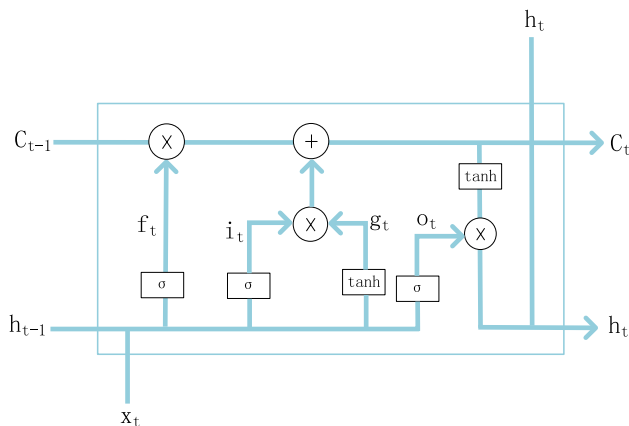 h_t
C_{t-1}
×
+
C_t
tanh
f_t
i_t
×
g_t
o_t
×
σ
σ
tanh
σ
h_{t-1}
h_t
x_t